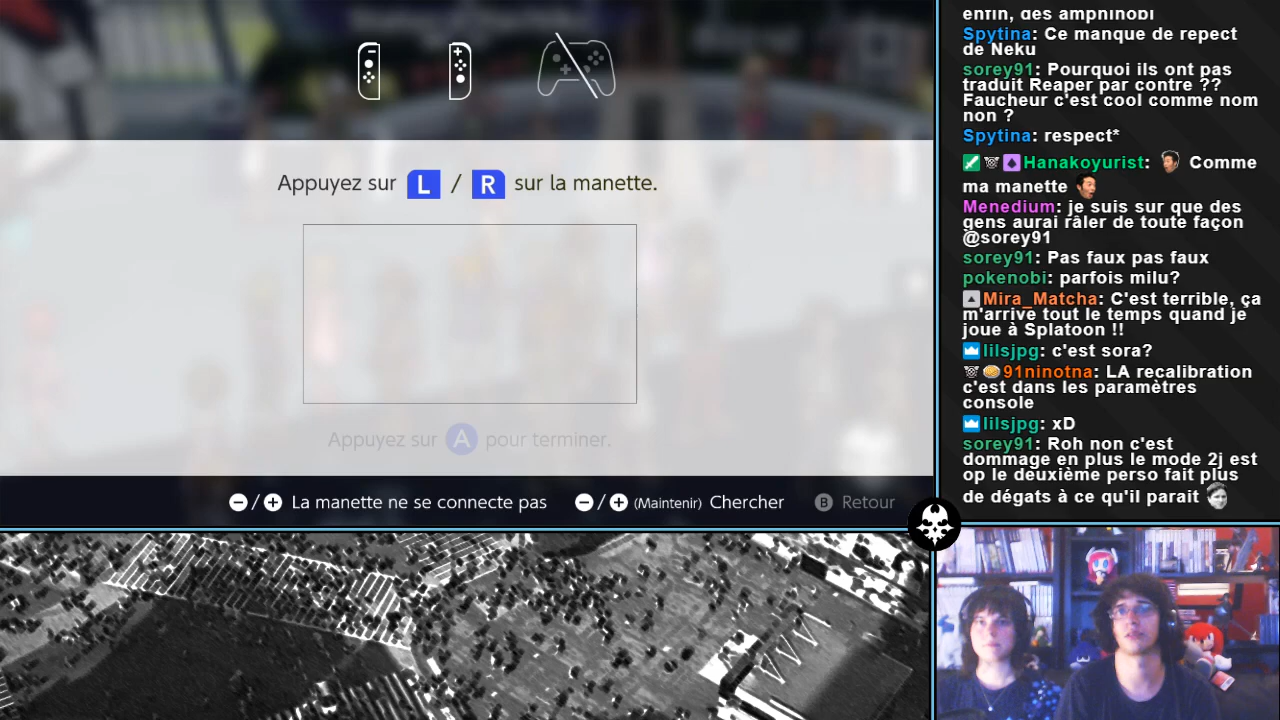 Appuyez sur L / R sur la manette.
Appuyez sur A pour terminer.
−/+ La manette ne se connecte pas −/+ (Maintenir) Chercher B Retour
enfin, des amphinobi
Spytina: Ce manque de repect
de Neku
sorey91: Pourquoi ils ont pas
traduit Reaper par contre ??
Faucheur c'est cool comme nom
non ?
Spytina: respect*
Hanakoyurist: Comme
ma manette
Menedium: je suis sur que des
gens aurai râler de toute façon
@sorey91
sorey91: Pas faux pas faux
pokenobi: parfois milu?
Mira_Matcha: C'est terrible, ça
m'arrive tout le temps quand je
joue à Splatoon !!
lilsjpg: c'est sora?
91ninotna: LA recalibration
c'est dans les paramètres
console
lilsjpg: xD
sorey91: Roh non c'est
dommage en plus le mode 2j est
op le deuxième perso fait plus
de dégats à ce qu'il parait